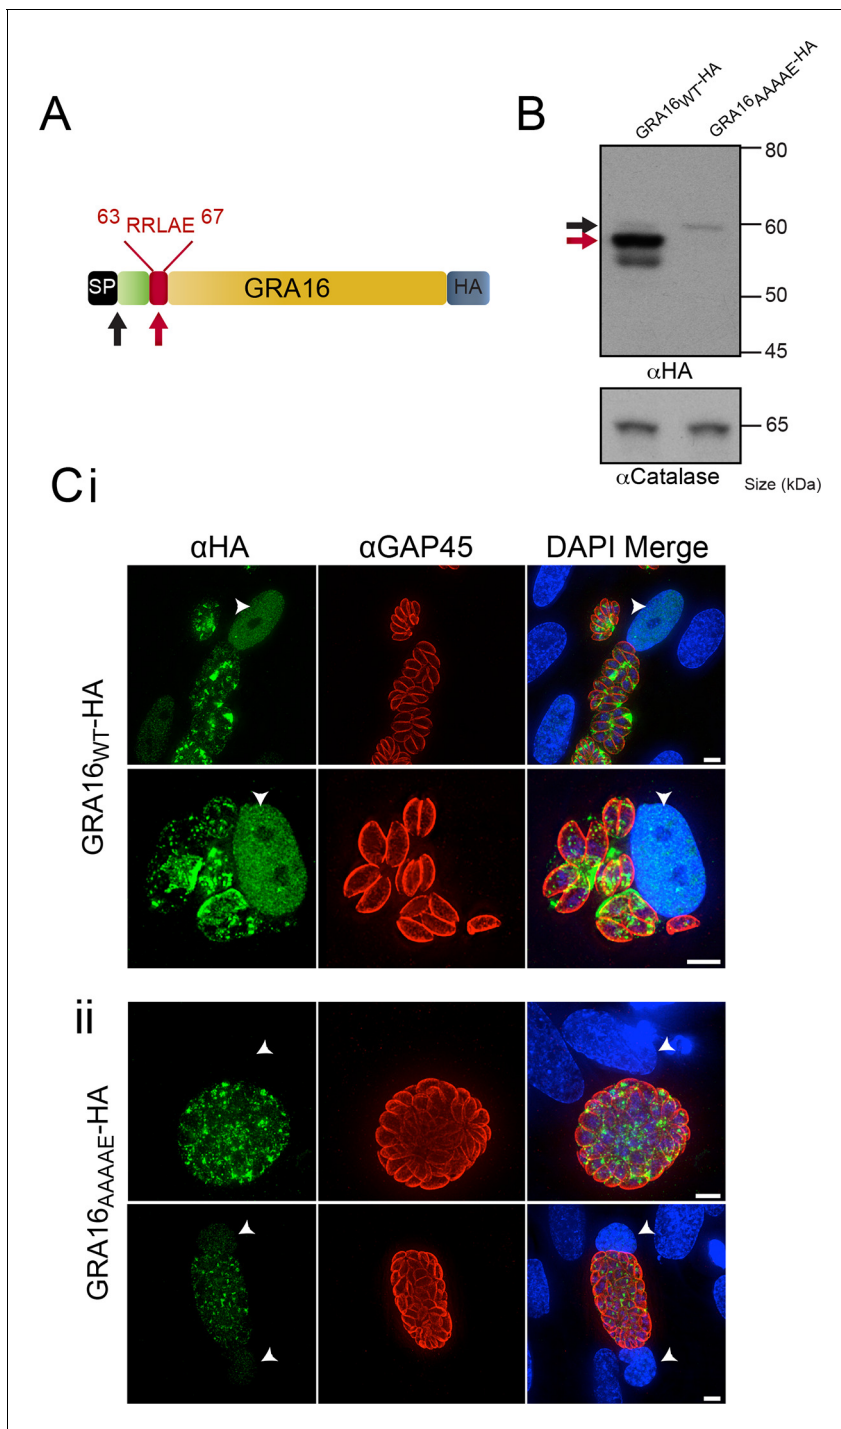 A
63 RRLAE 67
SP
GRA16
HA
B
GRA16WT-HA
GRA16AAAAE-HA
80
60
50
45
αHA
65
αCatalase
Size (kDa)
C i
αHA
αGAP45
DAPI Merge
GRA16WT-HA
ii
GRA16AAAAE-HA